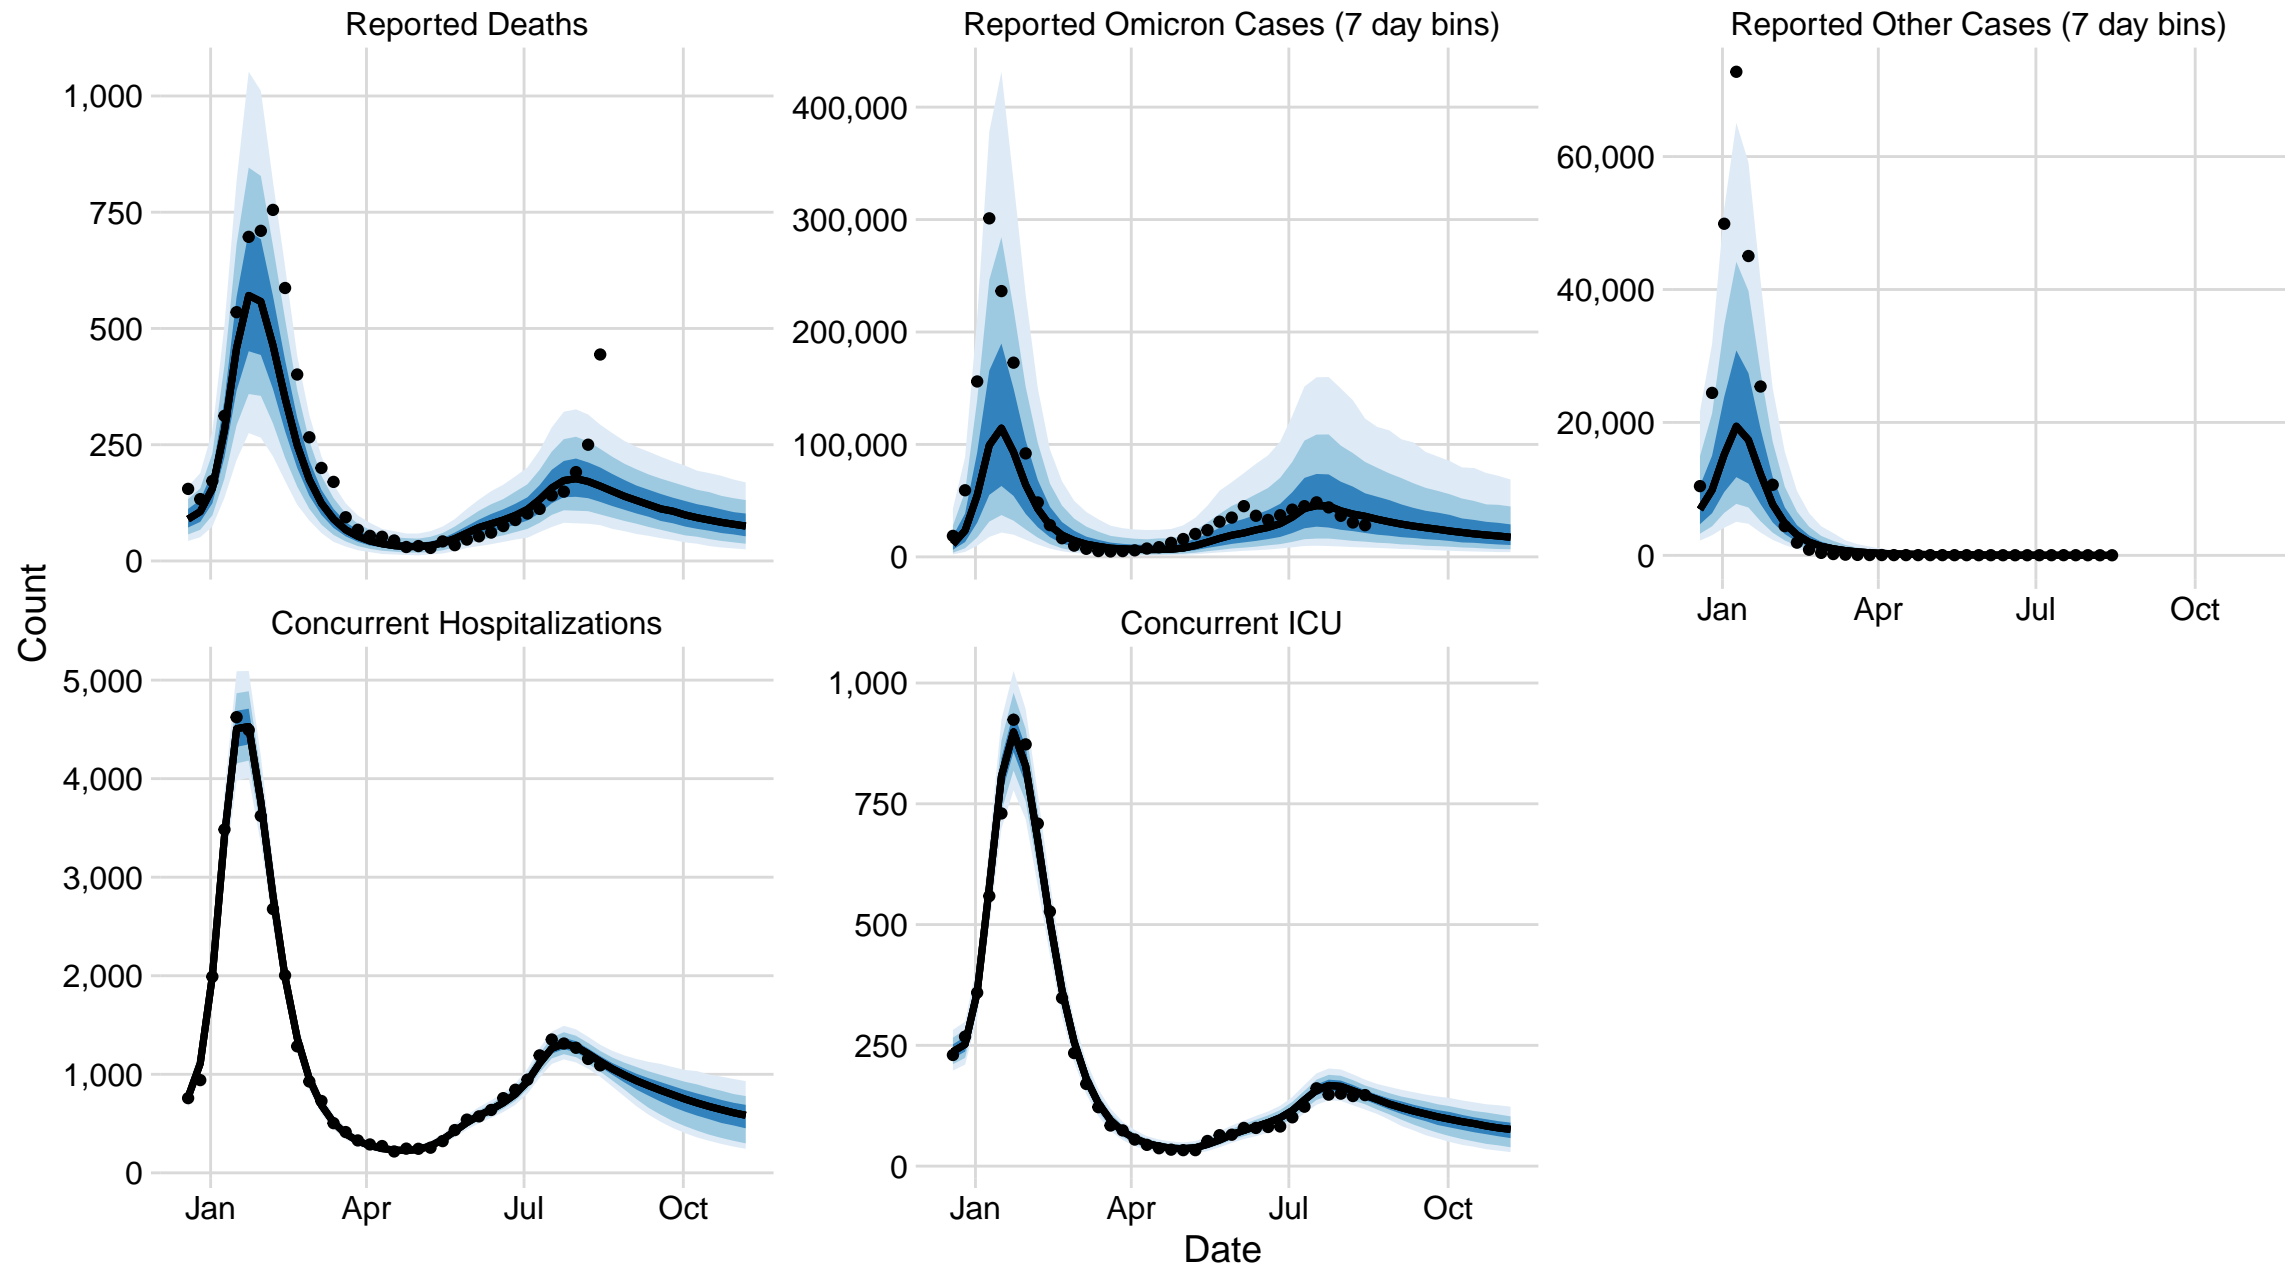 Reported Deaths
Reported Omicron Cases (7 day bins)
Reported Other Cases (7 day bins)
1,000
750
500
250
0
400,000
300,000
200,000
100,000
0
60,000
40,000
20,000
0
Jan Apr Jul Oct
Count
Concurrent Hospitalizations
Concurrent ICU
5,000
4,000
3,000
2,000
1,000
0
1,000
750
500
250
0
Jan Apr Jul Oct
Jan Apr Jul Oct
Date